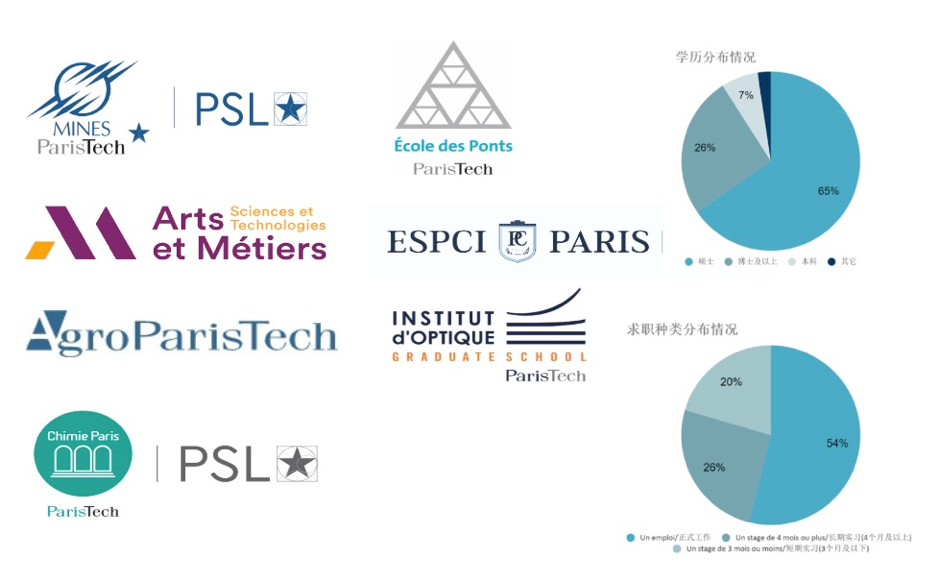 MINES
ParisTech
PSL
École des Ponts
ParisTech
Arts
et Métiers
Sciences et
Technologies
ESPCI PC PARIS
AgroParisTech
INSTITUT
d'OPTIQUE
GRADUATE SCHOOL
ParisTech
Chimie Paris
ParisTech
PSL
学历分布情况
7%
26%
65%
硕士 博士及以上 本科 其它
求职种类分布情况
20%
54%
26%
Un emploi/正式工作 Un stage de 4 mois ou plus/长期实习(4个月及以上)
Un stage de 3 mois ou moins/短期实习(3个月及以下)